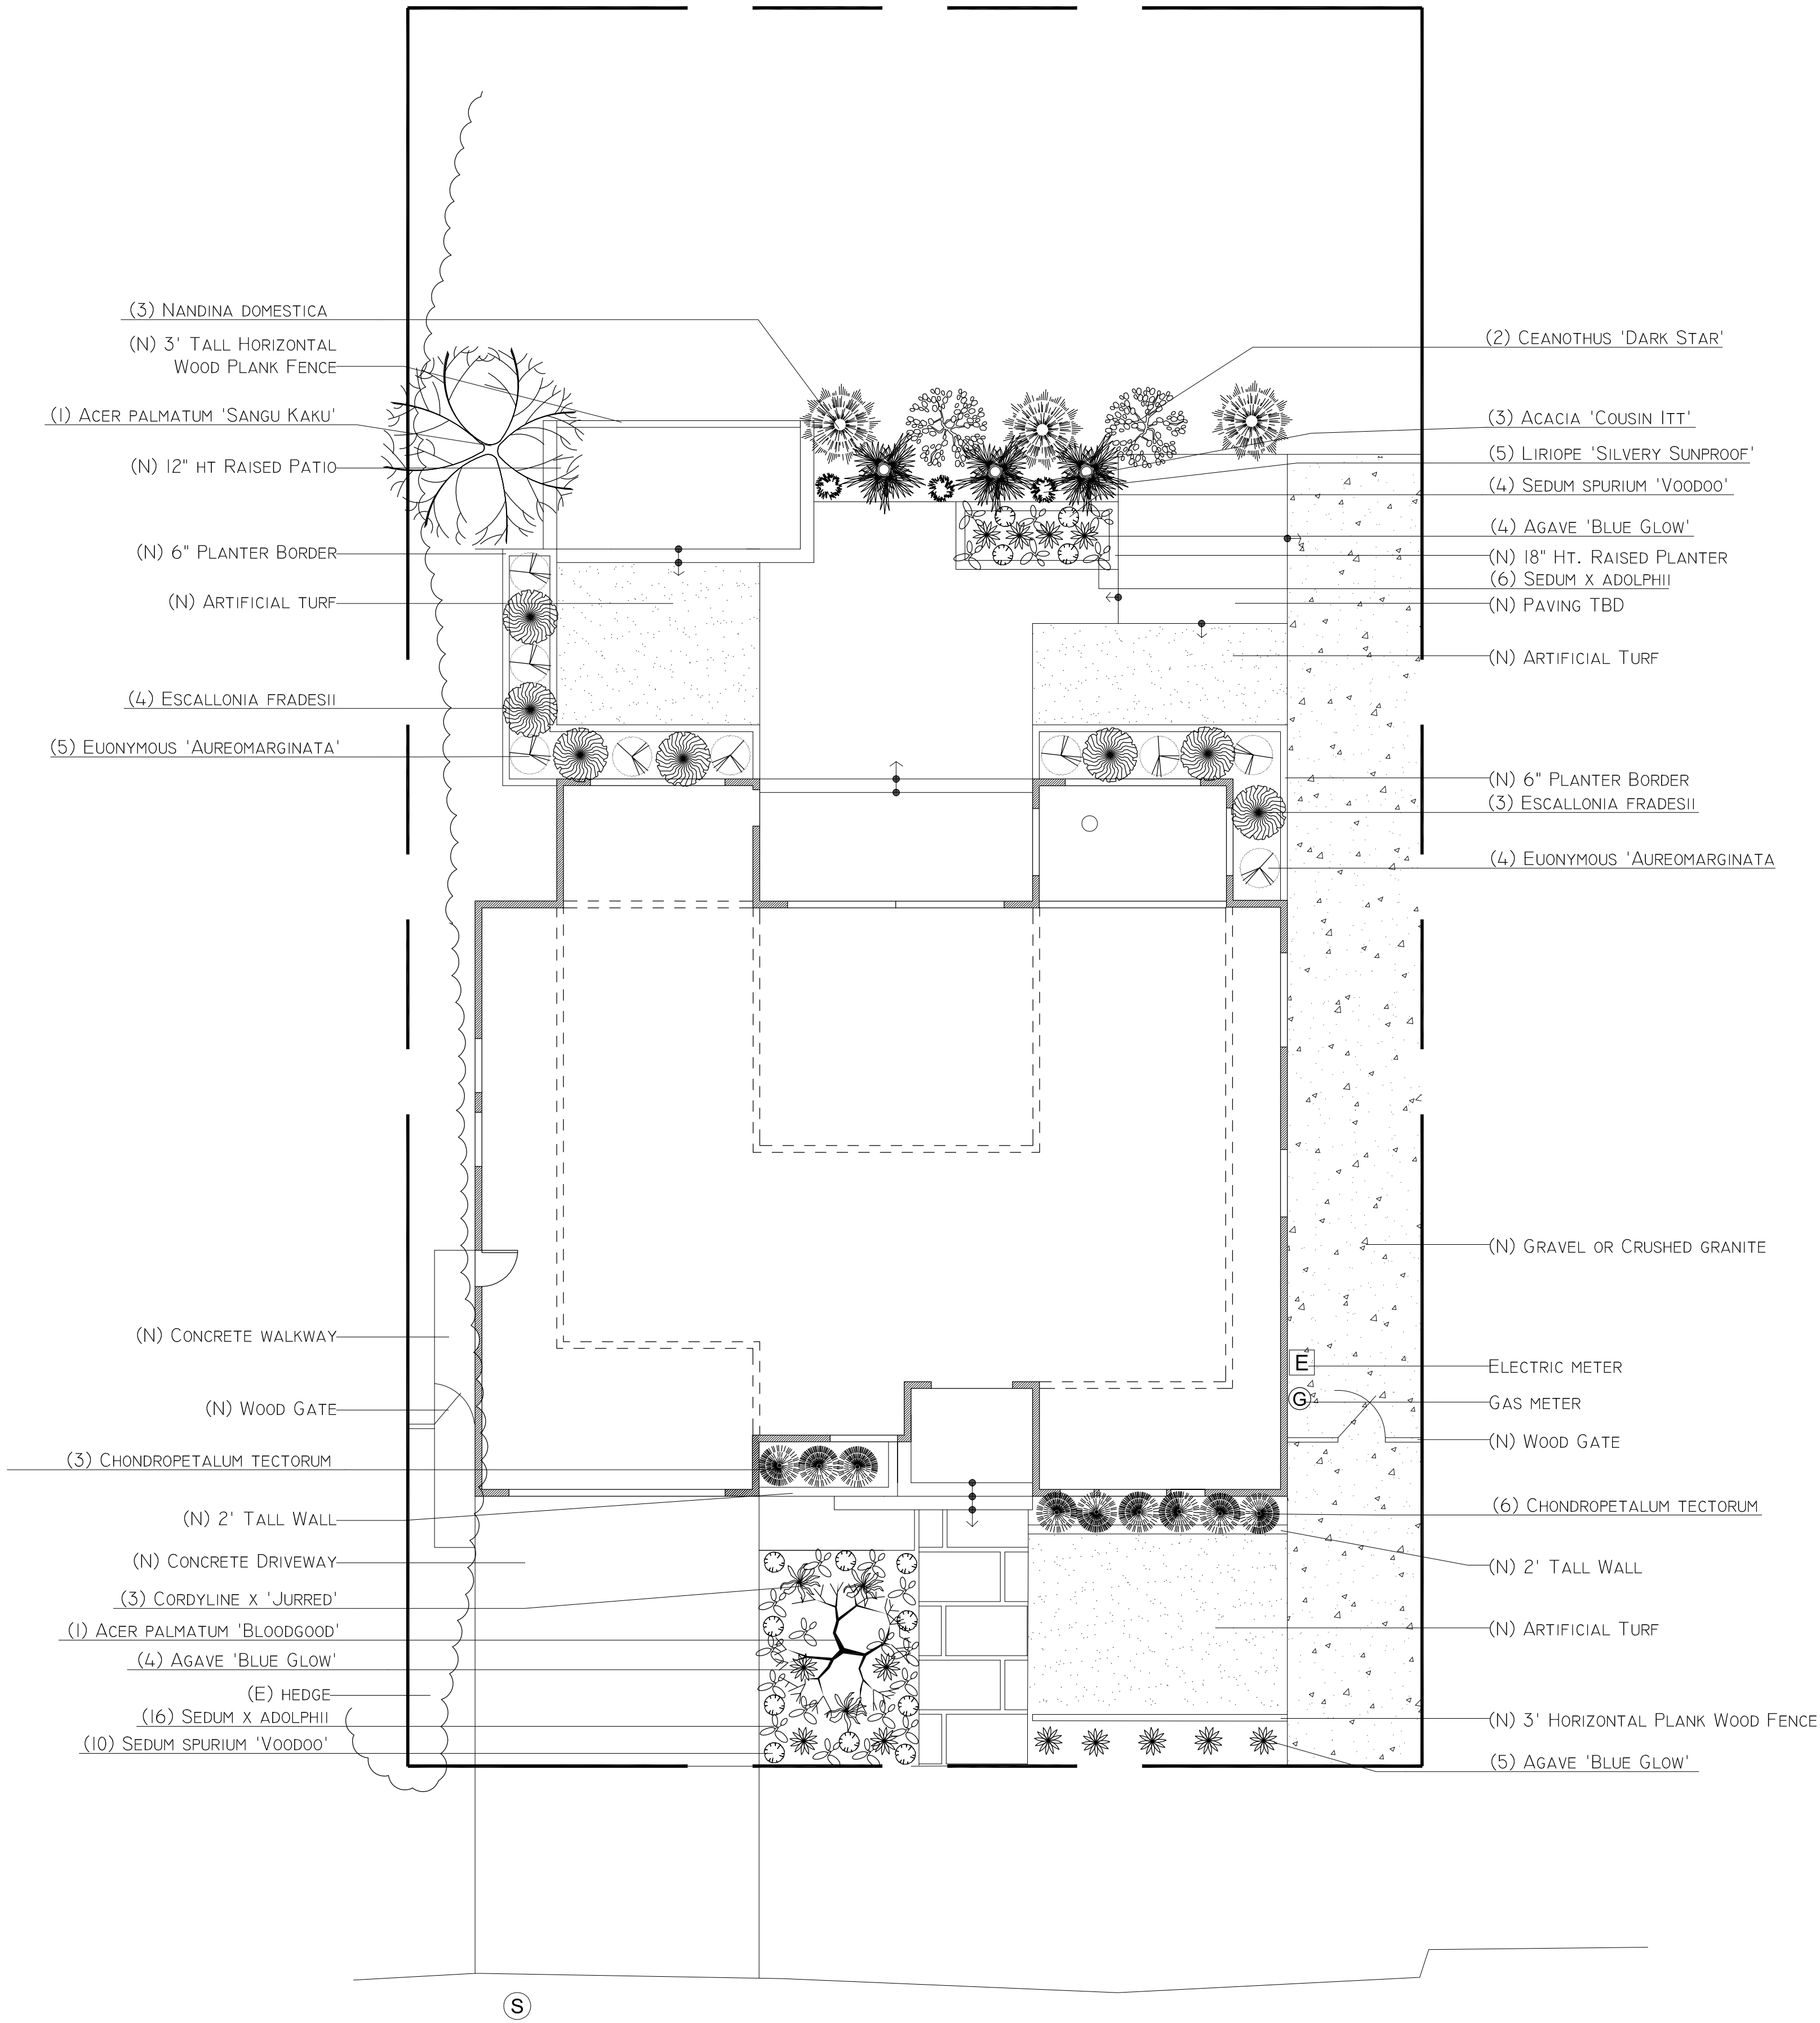 (3) Nandina domestica
(N) 3' Tall Horizontal
Wood Plank Fence
(1) Acer palmatum 'Sangu Kaku'
(N) 12" ht Raised Patio
(N) 6" Planter Border
(N) Artificial turf
(4) Escallonia fradesii
(5) Euonymous 'Aureomarginata'
(N) Concrete walkway
(N) Wood Gate
(3) Chondropetalum tectorum
(N) 2' Tall Wall
(N) Concrete Driveway
(3) Cordyline x 'Jurred'
(1) Acer palmatum 'Bloodgood'
(4) Agave 'Blue Glow'
(E) hedge
(16) Sedum x adolphii
(10) Sedum spurium 'Voodoo'
(2) Ceanothus 'Dark Star'
(3) Acacia 'Cousin Itt'
(5) Liriope 'Silvery Sunproof'
(4) Sedum spurium 'Voodoo'
(4) Agave 'Blue Glow'
(N) 18" Ht. Raised Planter
(6) Sedum x adolphii
(N) Paving TBD
(N) Artificial Turf
(N) 6" Planter Border
(3) Escallonia fradesii
(4) Euonymous 'Aureomarginata
(N) Gravel or Crushed granite
E
Electric meter
G
Gas meter
(N) Wood Gate
(6) Chondropetalum tectorum
(N) 2' Tall Wall
(N) Artificial Turf
(N) 3' Horizontal Plank Wood Fence
(5) Agave 'Blue Glow'
S